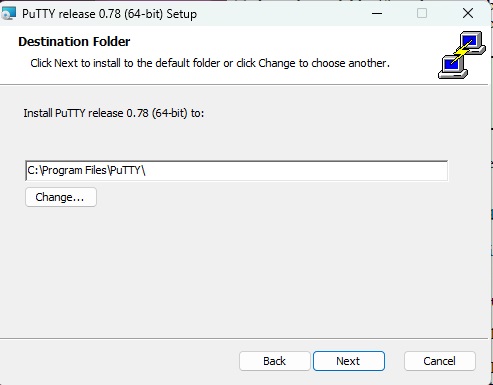 PuTTY release 0.78 (64-bit) Setup
Destination Folder
Click Next to install to the default folder or click Change to choose another.
Install PuTTY release 0.78 (64-bit) to:
C:\Program Files\PuTTY\
Change...
Back Next Cancel